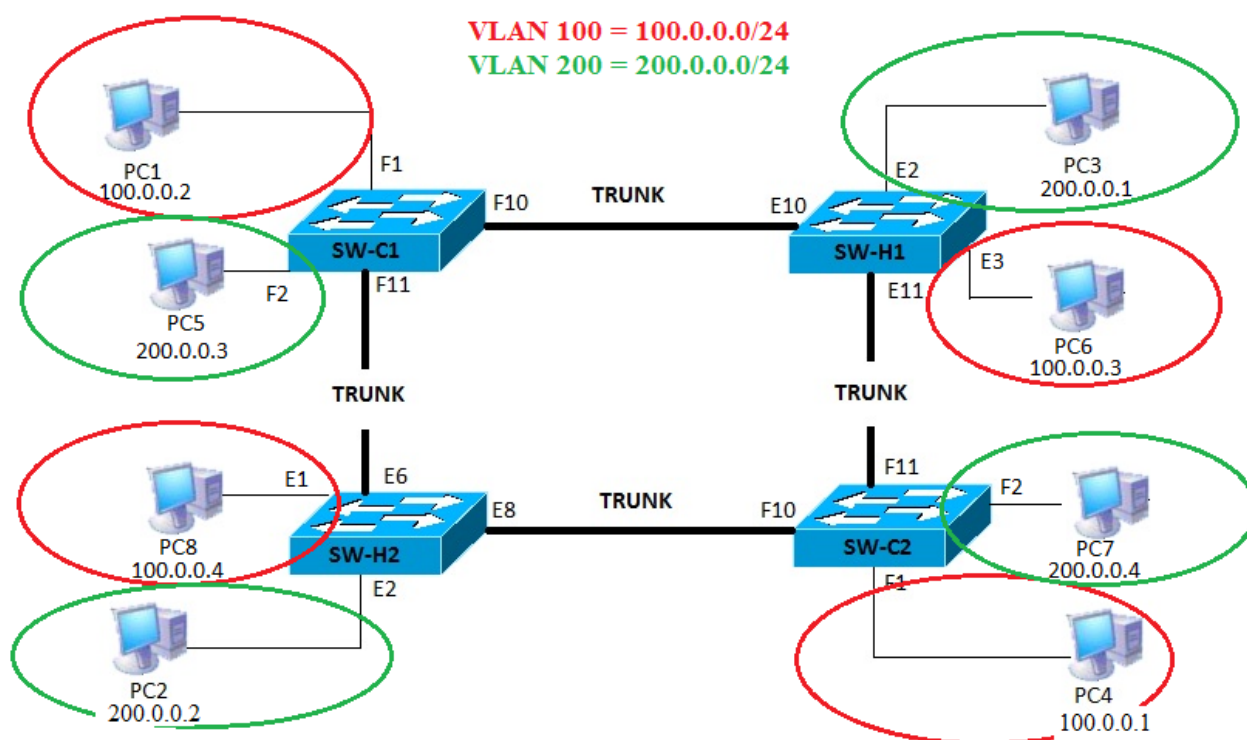 VLAN 100 = 100.0.0.0/24
VLAN 200 = 200.0.0.0/24
PC1
100.0.0.2
F1
F10
TRUNK
E10
E2
PC3
200.0.0.1
SW-C1
SW-H1
PC5
200.0.0.3
F2
F11
E11
E3
PC6
100.0.0.3
TRUNK
TRUNK
PC8
100.0.0.4
E1
E6
E8
TRUNK
F10
F11
F2
PC7
200.0.0.4
SW-H2
SW-C2
E2
F1
PC2
200.0.0.2
PC4
100.0.0.1